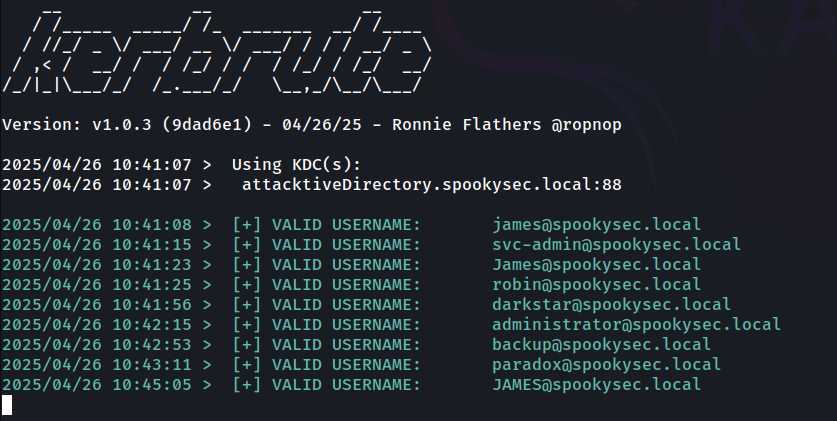 kerbrute
Version: v1.0.3 (9dad6e1) - 04/26/25 - Ronnie Flathers @ropnop
2025/04/26 10:41:07 >  Using KDC(s):
2025/04/26 10:41:07 >   attacktiveDirectory.spookysec.local:88
2025/04/26 10:41:08 >  [+] VALID USERNAME:       james@spookysec.local
2025/04/26 10:41:15 >  [+] VALID USERNAME:       svc-admin@spookysec.local
2025/04/26 10:41:23 >  [+] VALID USERNAME:       James@spookysec.local
2025/04/26 10:41:25 >  [+] VALID USERNAME:       robin@spookysec.local
2025/04/26 10:41:56 >  [+] VALID USERNAME:       darkstar@spookysec.local
2025/04/26 10:42:15 >  [+] VALID USERNAME:       administrator@spookysec.local
2025/04/26 10:42:53 >  [+] VALID USERNAME:       backup@spookysec.local
2025/04/26 10:43:11 >  [+] VALID USERNAME:       paradox@spookysec.local
2025/04/26 10:45:05 >  [+] VALID USERNAME:       JAMES@spookysec.local